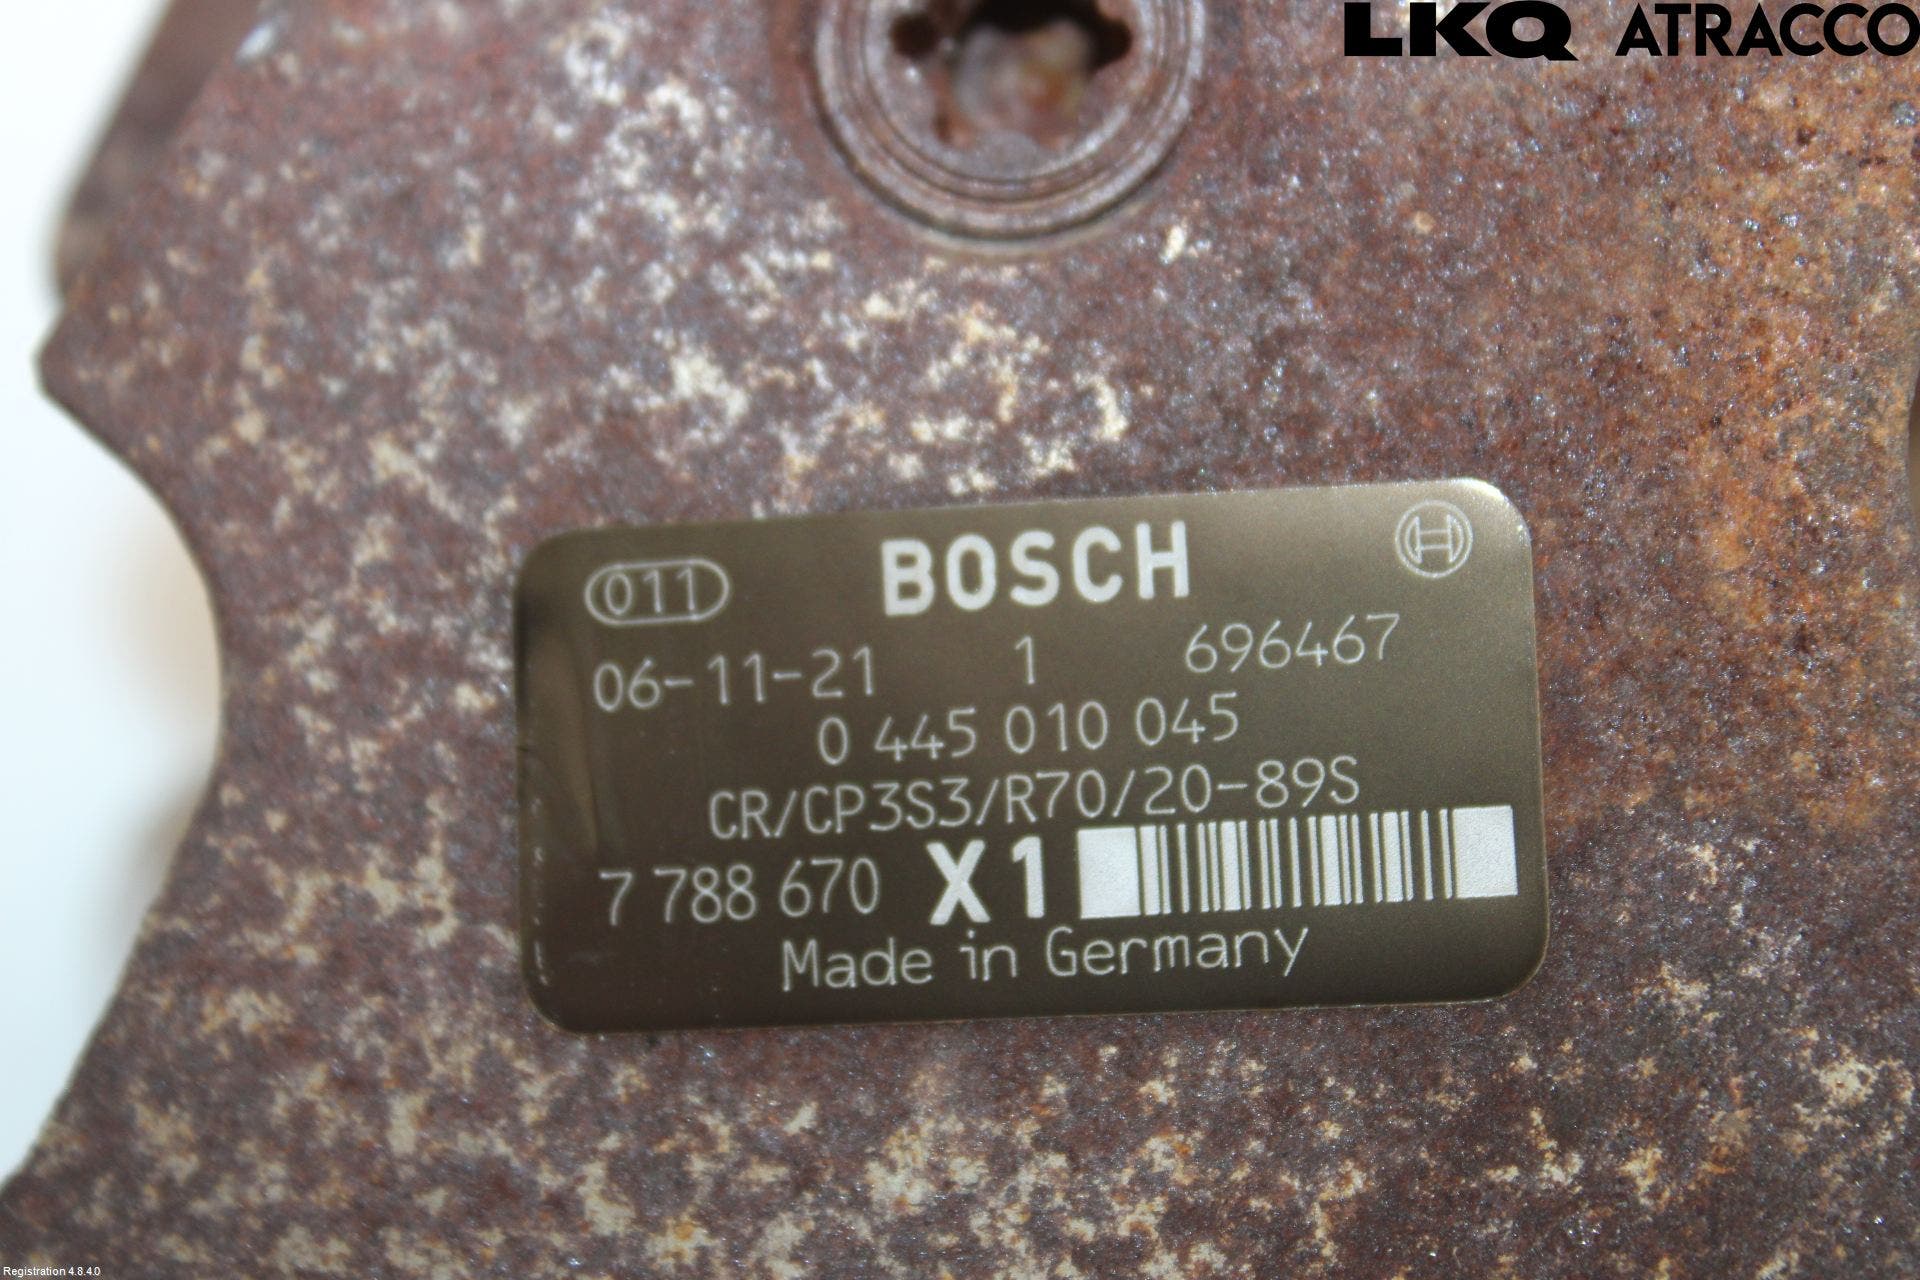 LKQ ATRACCO
011 BOSCH
06-11-21 1 696467
0 445 010 045
CR/CP3S3/R70/20-89S
7 788 670 X1
Made in Germany
Registration 4.8.4.0